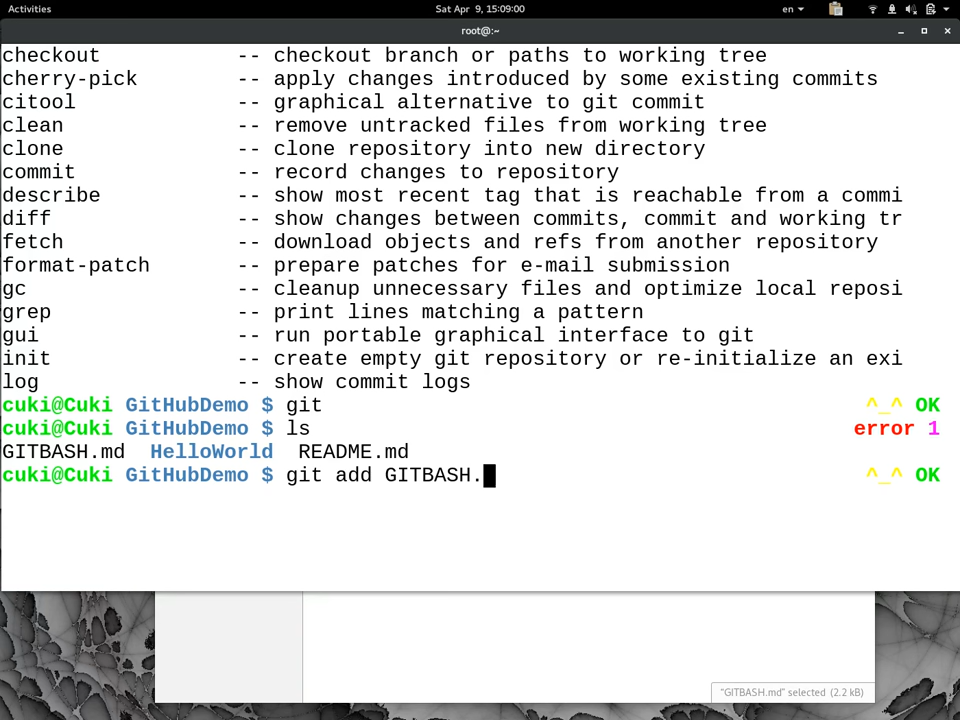 Activities Sat Apr 9, 15:09:00 en
root@:~
checkout -- checkout branch or paths to working tree
cherry-pick -- apply changes introduced by some existing commits
citool -- graphical alternative to git commit
clean -- remove untracked files from working tree
clone -- clone repository into new directory
commit -- record changes to repository
describe -- show most recent tag that is reachable from a commi
diff -- show changes between commits, commit and working tr
fetch -- download objects and refs from another repository
format-patch -- prepare patches for e-mail submission
gc -- cleanup unnecessary files and optimize local reposi
grep -- print lines matching a pattern
gui -- run portable graphical interface to git
init -- create empty git repository or re-initialize an exi
log -- show commit logs
cuki@Cuki GitHubDemo $ git ^_^ OK
cuki@Cuki GitHubDemo $ ls error 1
GITBASH.md HelloWorld README.md
cuki@Cuki GitHubDemo $ git add GITBASH. ^_^ OK
"GITBASH.md" selected (2.2 kB)